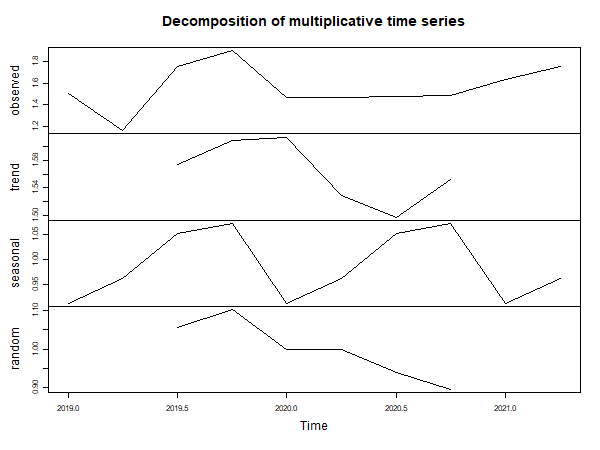 Decomposition of multiplicative time series
observed
1.2 1.4 1.6 1.8
trend
1.50 1.54 1.58
seasonal
0.95 1.00 1.05
random
0.90 1.00 1.10
2019.0 2019.5 2020.0 2020.5 2021.0
Time